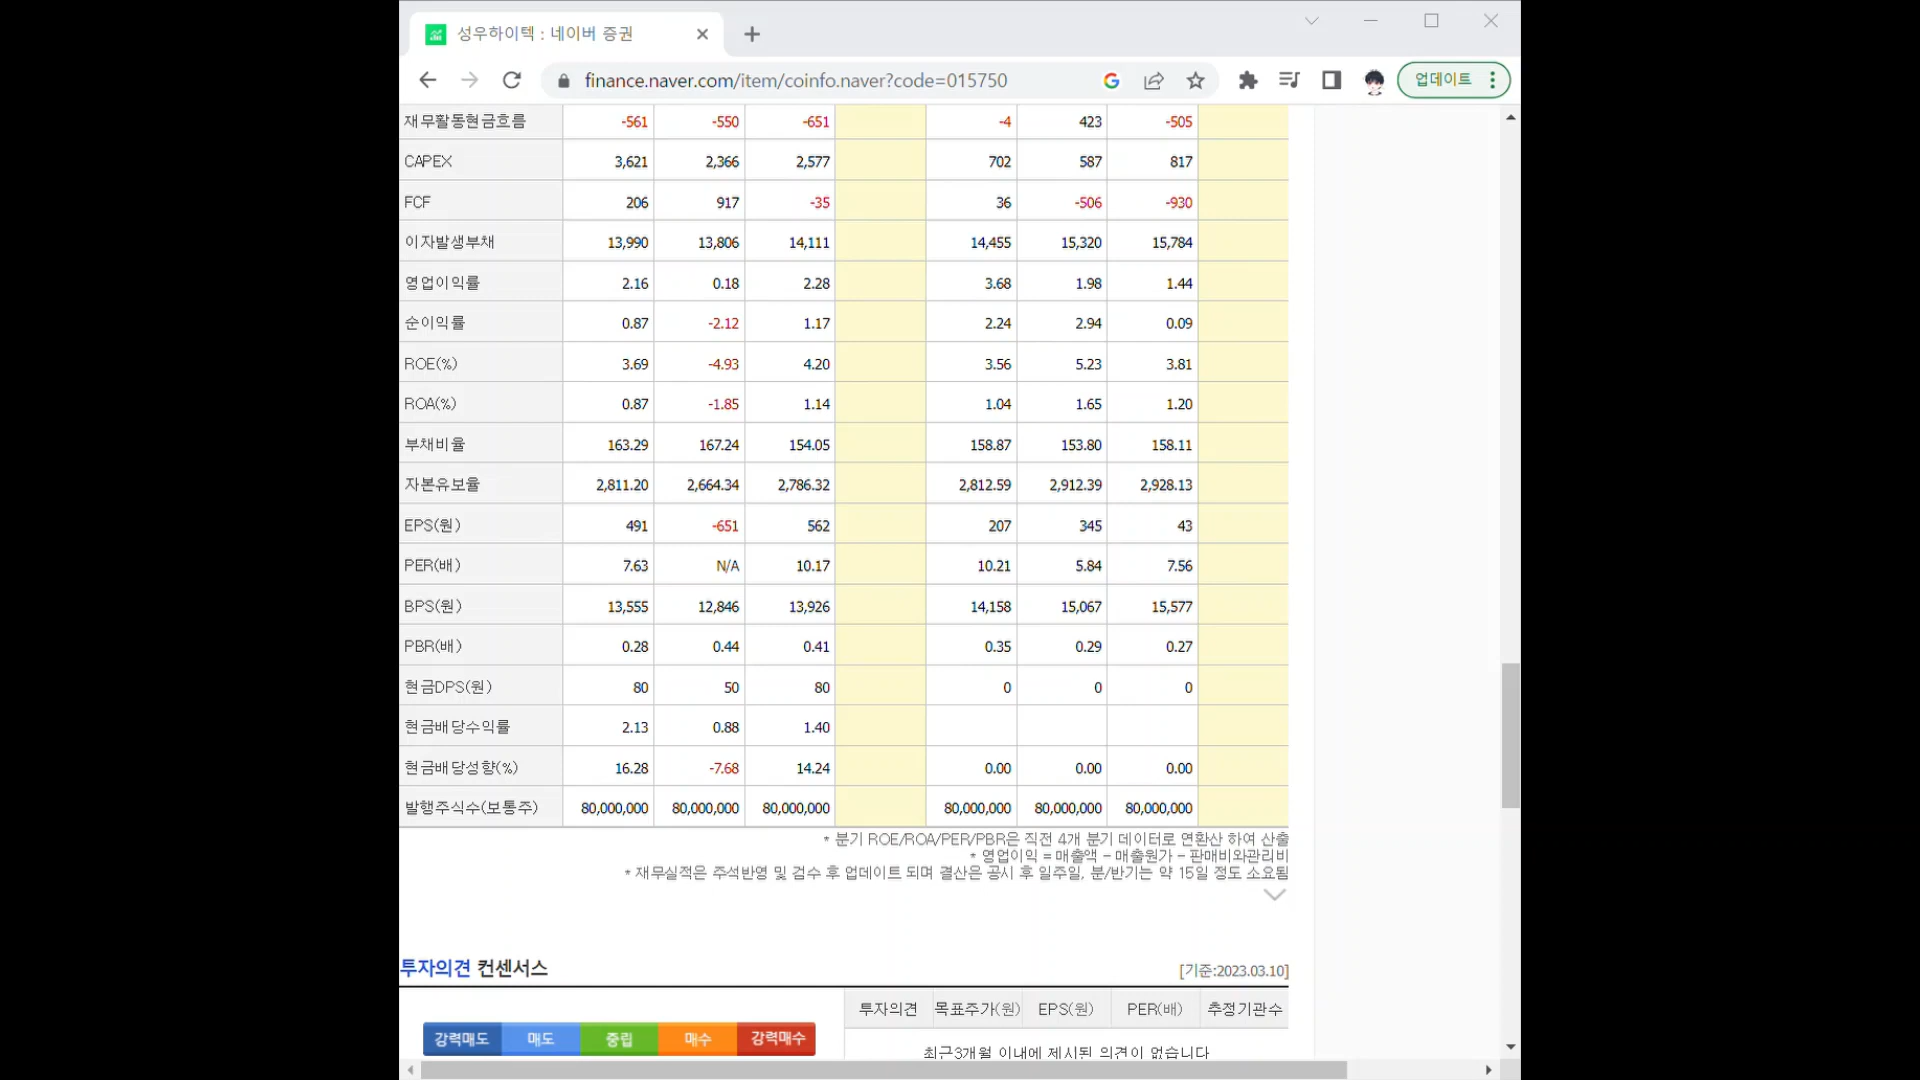 성우하이텍 : 네이버 증권
finance.naver.com/item/coinfo.naver?code=015750
업데이트
재무활동현금흐름 -561 -550 -651 -4 423 -505
CAPEX 3,621 2,366 2,577 702 587 817
FCF 206 917 -35 36 -506 -930
이자발생부채 13,990 13,806 14,111 14,455 15,320 15,784
영업이익률 2.16 0.18 2.28 3.68 1.98 1.44
순이익률 0.87 -2.12 1.17 2.24 2.94 0.09
ROE(%) 3.69 -4.93 4.20 3.56 5.23 3.81
ROA(%) 0.87 -1.85 1.14 1.04 1.65 1.20
부채비율 163.29 167.24 154.05 158.87 153.80 158.11
자본유보율 2,811.20 2,664.34 2,786.32 2,812.59 2,912.39 2,928.13
EPS(원) 491 -651 562 207 345 43
PER(배) 7.63 N/A 10.17 10.21 5.84 7.56
BPS(원) 13,555 12,846 13,926 14,158 15,067 15,577
PBR(배) 0.28 0.44 0.41 0.35 0.29 0.27
현금DPS(원) 80 50 80 0 0 0
현금배당수익률 2.13 0.88 1.40
현금배당성향(%) 16.28 -7.68 14.24 0.00 0.00 0.00
발행주식수(보통주) 80,000,000 80,000,000 80,000,000 80,000,000 80,000,000 80,000,000
* 분기 ROE/ROA/PER/PBR은 직전 4개 분기 데이터로 연환산 하여 산출
* 영업이익 = 매출액 - 매출원가 - 판매비와관리비
* 재무실적은 주석반영 및 검수 후 업데이트 되며 결산은 공시 후 일주일, 분/반기는 약 15일 정도 소요됨
투자의견 컨센서스 [기준:2023.03.10]
투자의견 목표주가(원) EPS(원) PER(배) 추정기관수
강력매도 매도 중립 매수 강력매수
최근3개월 이내에 제시된 의견이 없습니다